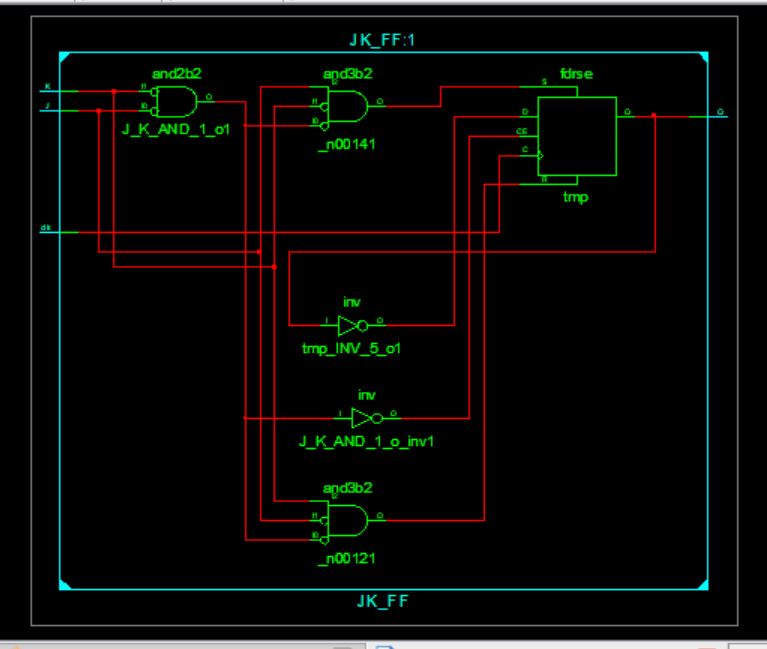 JK_FF:1
and2b2
and3b2
fdrse
K
J
I1
I0
O
I2
I1
I0
O
S
D
CE
C
R
Q
Q
J_K_AND_1_o1
_n00141
tmp
clk
inv
I
O
tmp_INV_5_o1
inv
I
O
J_K_AND_1_o_inv1
and3b2
I2
I1
I0
O
_n00121
JK_FF